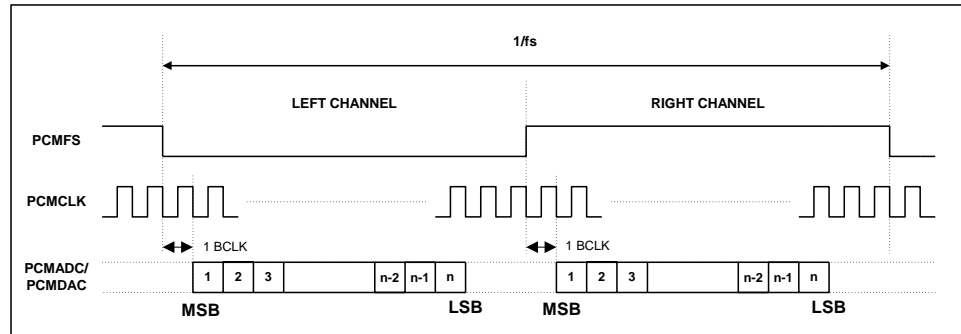 1/fs
LEFT CHANNEL RIGHT CHANNEL
PCMFS
PCMCLK
1 BCLK 1 BCLK
PCMADC/
PCMDAC
1 2 3 n-2 n-1 n 1 2 3 n-2 n-1 n
MSB LSB MSB LSB